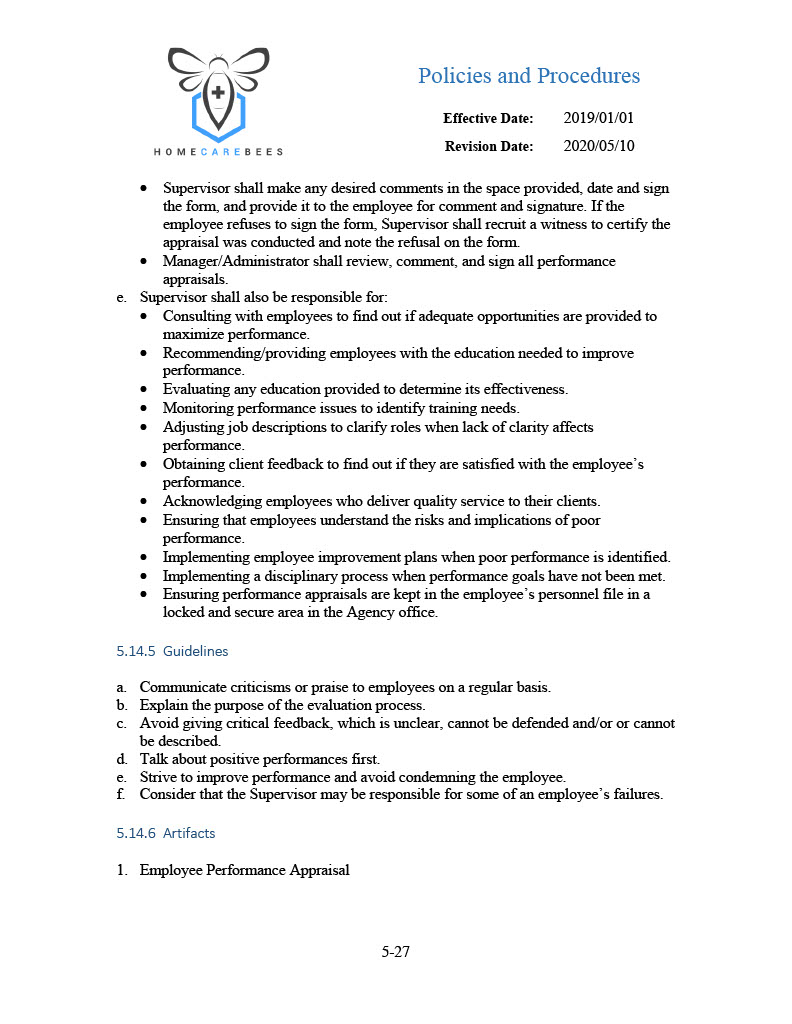 HOMECAREBEES
Policies and Procedures
Effective Date: 2019/01/01
Revision Date: 2020/05/10
• Supervisor shall make any desired comments in the space provided, date and sign
the form, and provide it to the employee for comment and signature. If the
employee refuses to sign the form, Supervisor shall recruit a witness to certify the
appraisal was conducted and note the refusal on the form.
• Manager/Administrator shall review, comment, and sign all performance
appraisals.
e. Supervisor shall also be responsible for:
• Consulting with employees to find out if adequate opportunities are provided to
maximize performance.
• Recommending/providing employees with the education needed to improve
performance.
• Evaluating any education provided to determine its effectiveness.
• Monitoring performance issues to identify training needs.
• Adjusting job descriptions to clarify roles when lack of clarity affects
performance.
• Obtaining client feedback to find out if they are satisfied with the employee’s
performance.
• Acknowledging employees who deliver quality service to their clients.
• Ensuring that employees understand the risks and implications of poor
performance.
• Implementing employee improvement plans when poor performance is identified.
• Implementing a disciplinary process when performance goals have not been met.
• Ensuring performance appraisals are kept in the employee’s personnel file in a
locked and secure area in the Agency office.
5.14.5 Guidelines
a. Communicate criticisms or praise to employees on a regular basis.
b. Explain the purpose of the evaluation process.
c. Avoid giving critical feedback, which is unclear, cannot be defended and/or or cannot
be described.
d. Talk about positive performances first.
e. Strive to improve performance and avoid condemning the employee.
f. Consider that the Supervisor may be responsible for some of an employee’s failures.
5.14.6 Artifacts
1. Employee Performance Appraisal
5-27